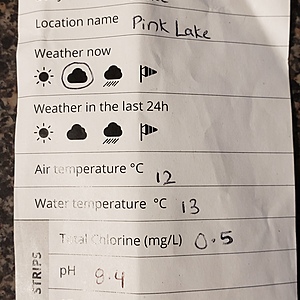 Location name Pink Lake
Weather now
Weather in the last 24h
Air temperature °C 12
Water temperature °C 13
Total Chlorine (mg/L) 0.5
STRIPS
pH 8.4